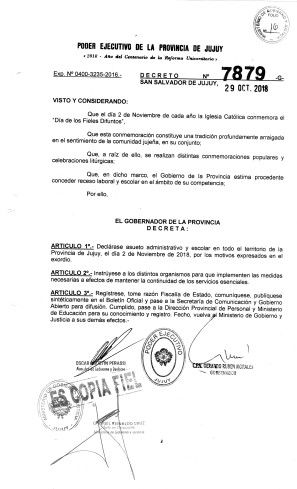 PODER EJECUTIVO DE LA PROVINCIA DE JUJUY
"2018 - Año del Centenario de la Reforma Universitaria"
Exp. Nº 0400-3235-2018.- DECRETO Nº 7879 -G-
SAN SALVADOR DE JUJUY, 29 OCT. 2018
VISTO Y CONSIDERANDO:
Que el día 2 de Noviembre de cada año la Iglesia Católica conmemora el
"Día de los Fieles Difuntos",
Que esta conmemoración constituye una tradición profundamente arraigada
en el sentimiento de la comunidad jujeña, en su conjunto;
Que, a raíz de ello, se realizan distintas conmemoraciones populares y
celebraciones litúrgicas;
Que, en dicho marco, el Gobierno de la Provincia estima procedente
conceder receso laboral y escolar en el ámbito de su competencia;
Por ello,
EL GOBERNADOR DE LA PROVINCIA
DECRETA:
ARTICULO 1º.- Declárase asueto administrativo y escolar en todo el territorio de la
Provincia de Jujuy, el día 2 de Noviembre de 2018, por los motivos expresados en el
exordio.
ARTICULO 2º.- Instrúyese a los distintos organismos para que implementen las medidas
necesarias a efectos de mantener la continuidad de los servicios esenciales.
ARTICULO 3º.- Regístrese, tome razón Fiscalía de Estado, comuníquese, publíquese
sintéticamente en el Boletín Oficial y pase a la Secretaría de Comunicación y Gobierno
Abierto para difusión. Cumplido, pase a la Dirección Provincial de Personal y Ministerio
de Educación para su conocimiento y registro. Fecho, vuelva al Ministerio de Gobierno y
Justicia a sus demás efectos.-
PODER EJECUTIVO
JUJUY
C.P.N. GERARDO RUBEN MORALES
GOBERNADOR
OSCAR AGUSTIN PERASSI
Ministro de Gobierno y Justicia
ES COPIA FIEL